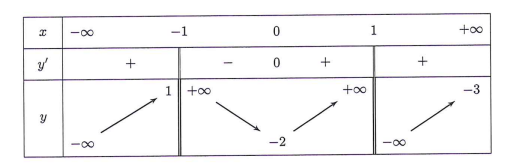 x −∞ −1 0 1 +∞
y′ + − 0 + +
1 +∞ +∞ −3
y
−∞ −2 −∞